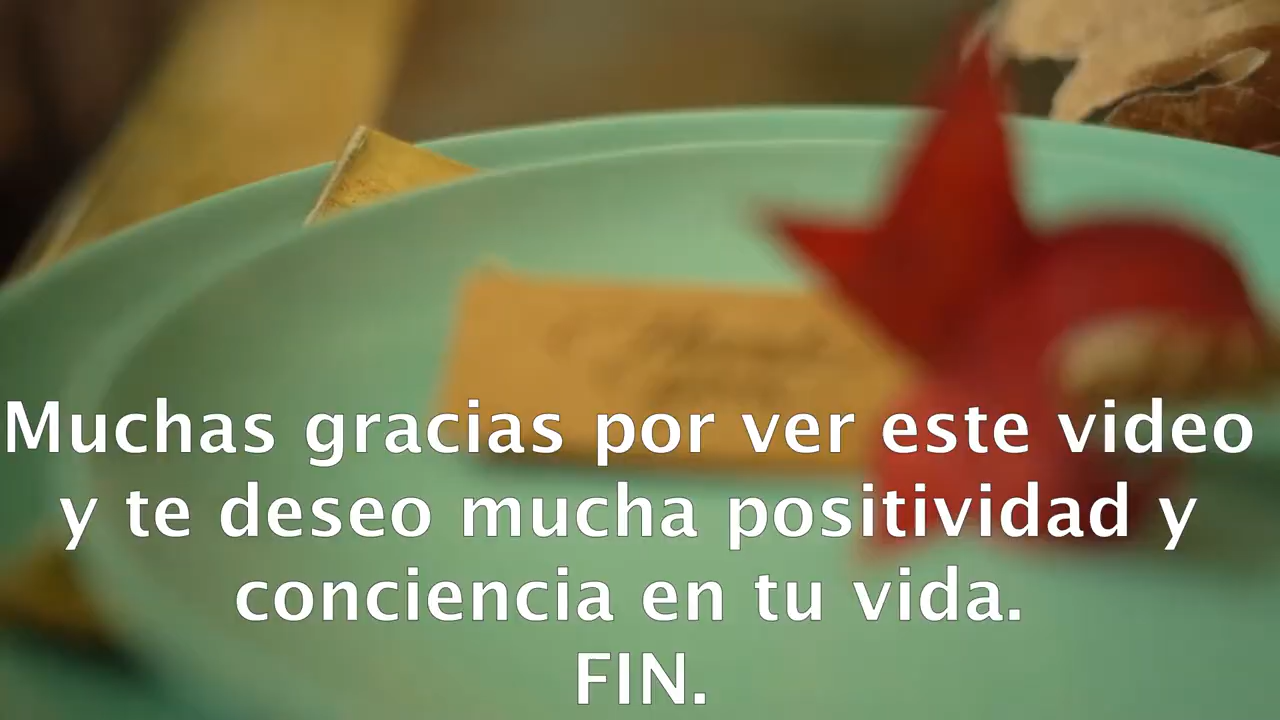 Muchas gracias por ver este video
y te deseo mucha positividad y
conciencia en tu vida.
FIN.